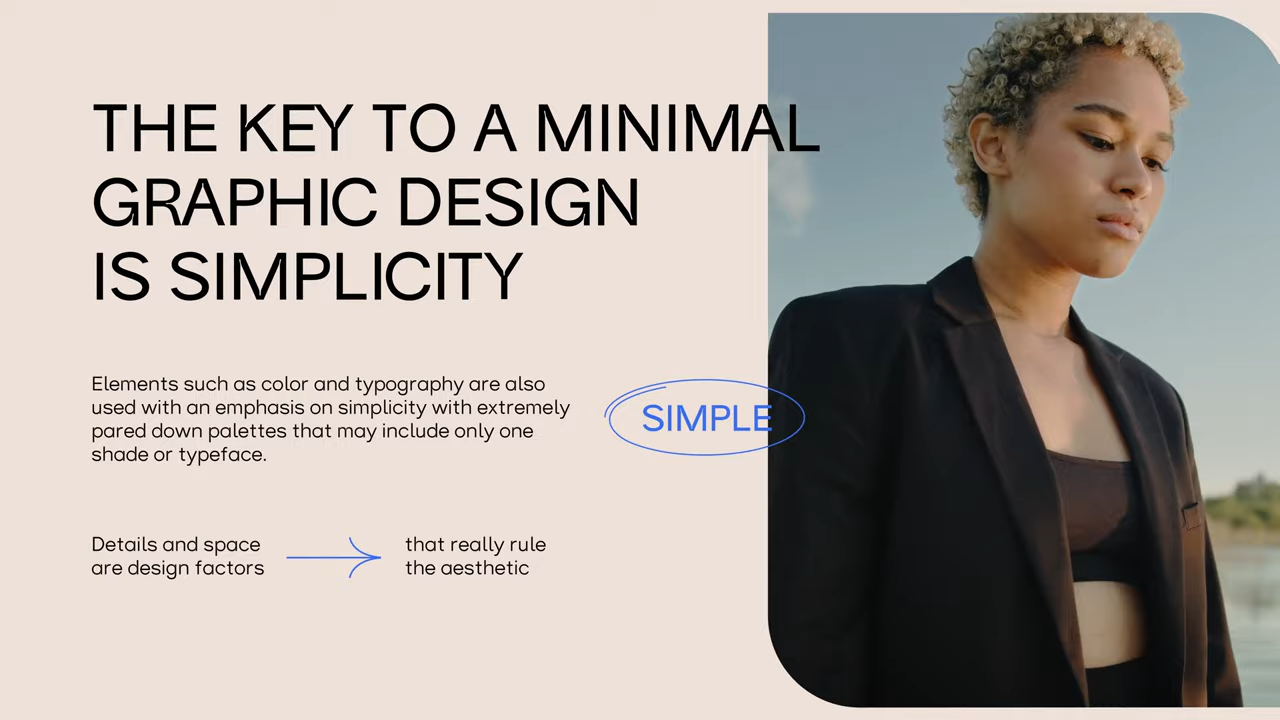 THE KEY TO A MINIMAL
GRAPHIC DESIGN
IS SIMPLICITY
Elements such as color and typography are also
used with an emphasis on simplicity with extremely
pared down palettes that may include only one
shade or typeface.
SIMPLE
Details and space
are design factors
that really rule
the aesthetic